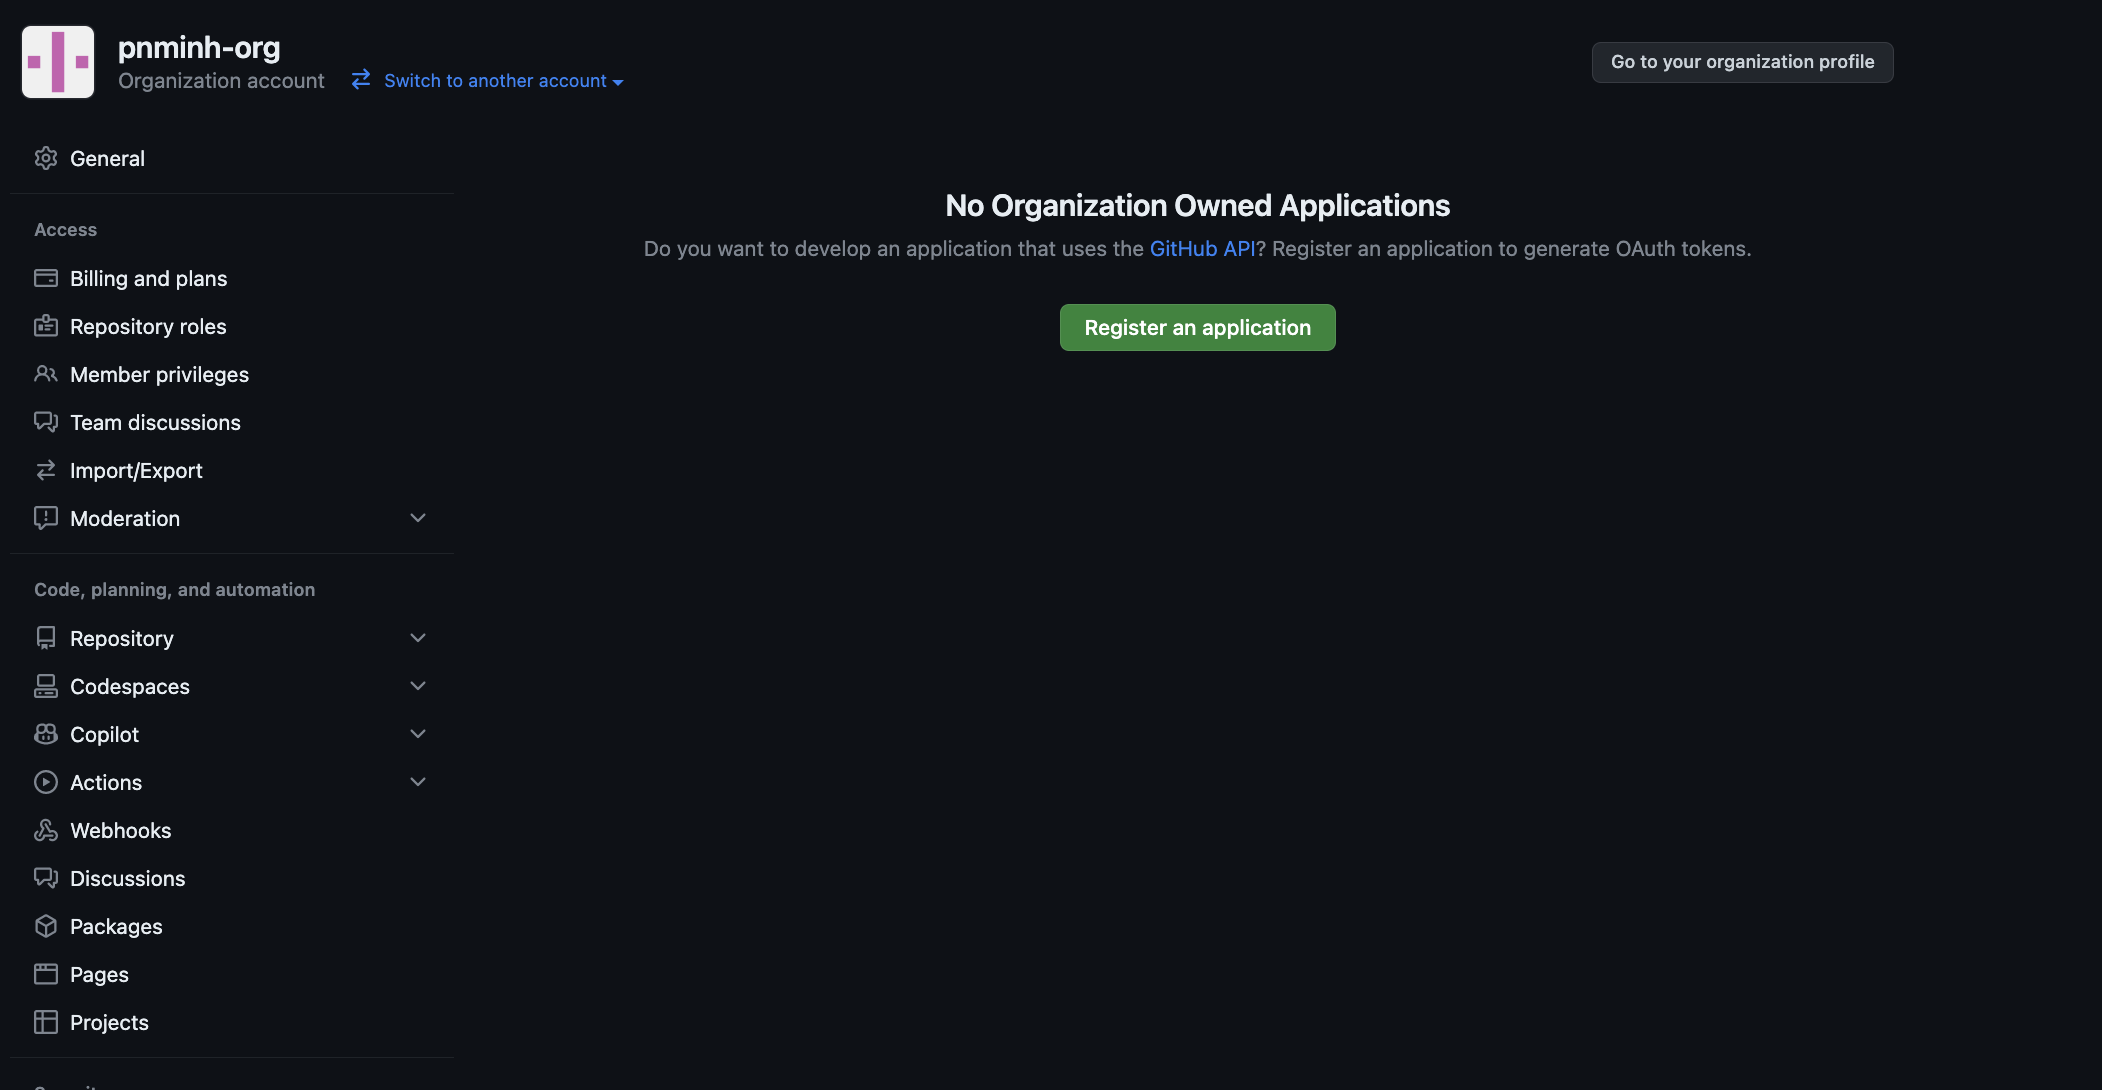 pnminh-org
Organization account
Switch to another account
Go to your organization profile
General
Access
Billing and plans
Repository roles
Member privileges
Team discussions
Import/Export
Moderation
Code, planning, and automation
Repository
Codespaces
Copilot
Actions
Webhooks
Discussions
Packages
Pages
Projects
No Organization Owned Applications
Do you want to develop an application that uses the GitHub API? Register an application to generate OAuth tokens.
Register an application